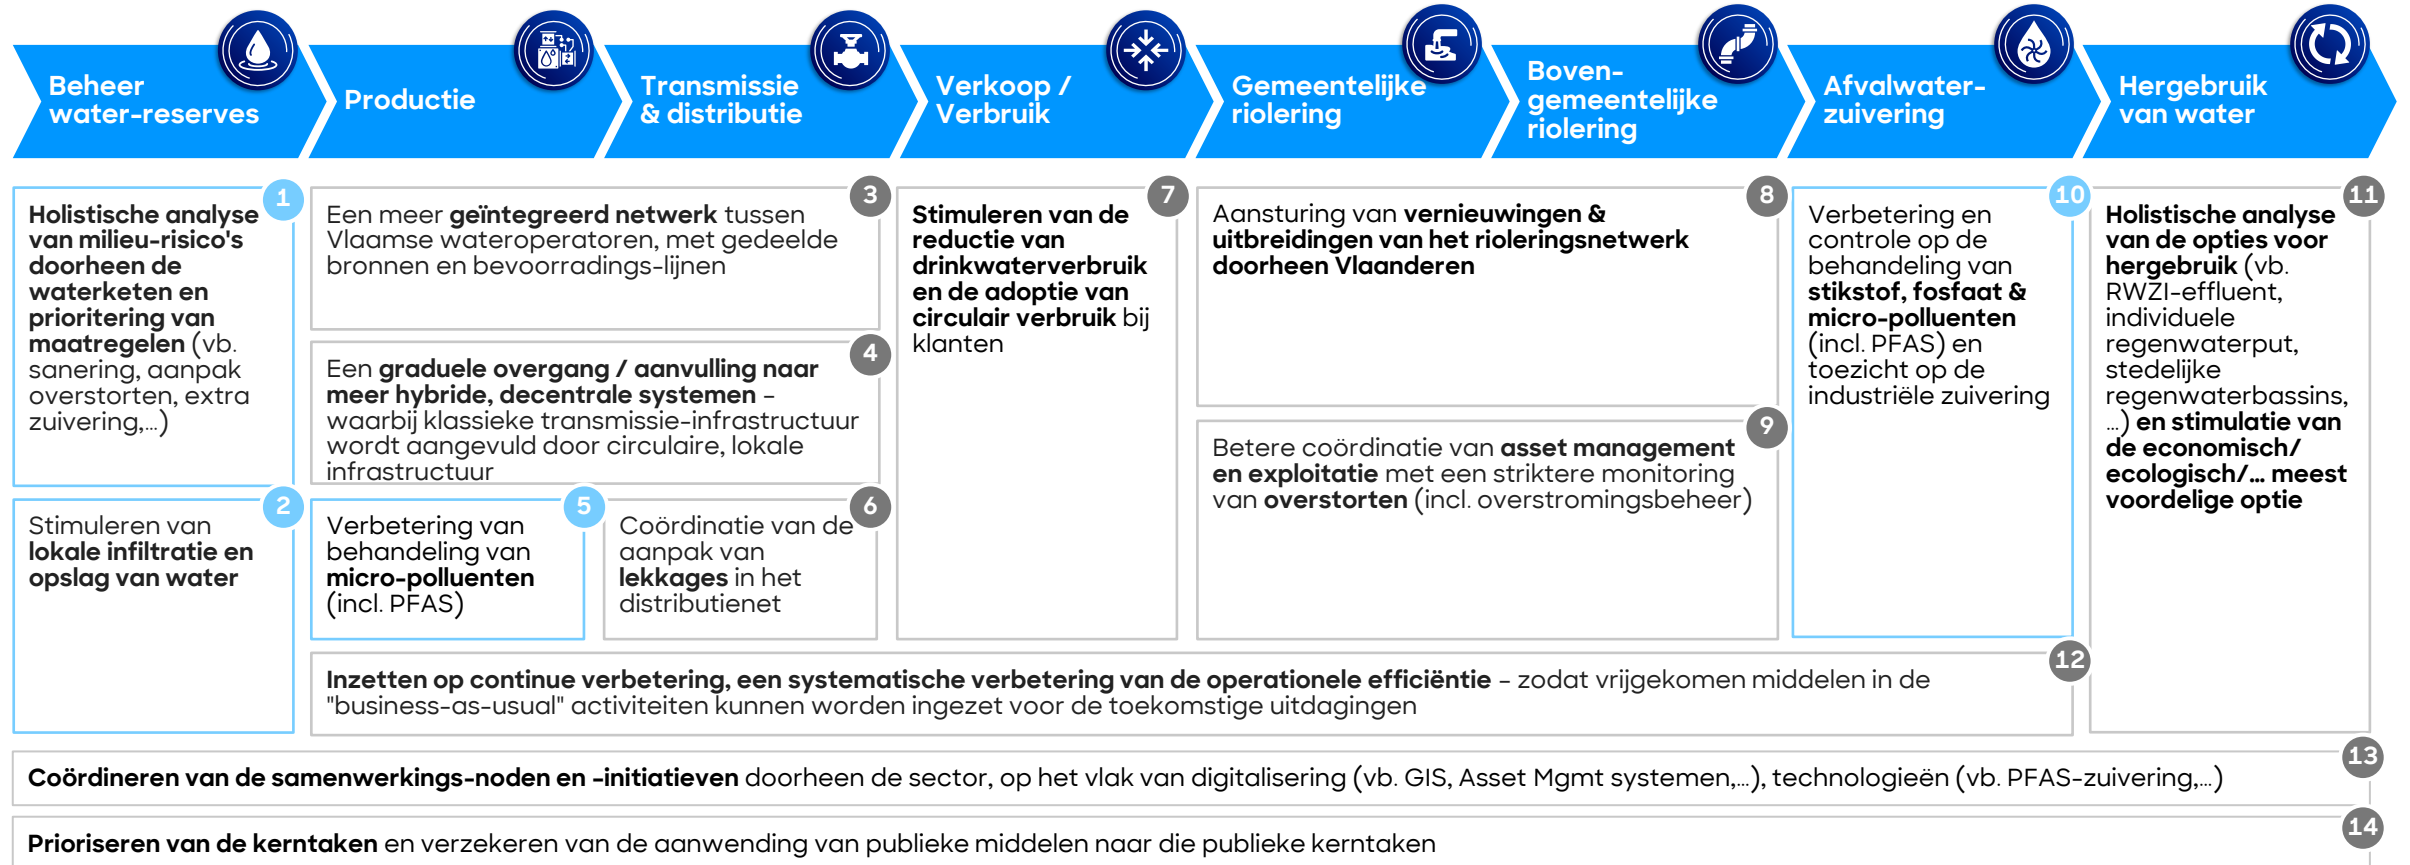 Beheer
water-reserves
Productie
Transmissie
& distributie
Verkoop /
Verbruik
Gemeentelijke
riolering
Boven-
gemeentelijke
riolering
Afvalwater-
zuivering
Hergebruik
van water
1
Holistische analyse
van milieu-risico's
doorheen de
waterketen en
prioritering van
maatregelen (vb.
sanering, aanpak
overstorten, extra
zuivering,…)
2
Stimuleren van
lokale infiltratie en
opslag van water
3
Een meer geïntegreerd netwerk tussen
Vlaamse wateroperatoren, met gedeelde
bronnen en bevoorradings-lijnen
4
Een graduele overgang / aanvulling naar
meer hybride, decentrale systemen –
waarbij klassieke transmissie-infrastructuur
wordt aangevuld door circulaire, lokale
infrastructuur
5
Verbetering van
behandeling van
micro-polluenten
(incl. PFAS)
6
Coördinatie van de
aanpak van
lekkages in het
distributienet
7
Stimuleren van de
reductie van
drinkwaterverbruik
en de adoptie van
circulair verbruik bij
klanten
8
Aansturing van vernieuwingen &
uitbreidingen van het rioleringsnetwerk
doorheen Vlaanderen
9
Betere coördinatie van asset management
en exploitatie met een striktere monitoring
van overstorten (incl. overstromingsbeheer)
10
Verbetering en
controle op de
behandeling van
stikstof, fosfaat &
micro-polluenten
(incl. PFAS) en
toezicht op de
industriële zuivering
11
Holistische analyse
van de opties voor
hergebruik (vb.
RWZI-effluent,
individuele
regenwaterput,
stedelijke
regenwaterbassins,
…) en stimulatie van
de economisch/
ecologisch/… meest
voordelige optie
12
Inzetten op continue verbetering, een systematische verbetering van de operationele efficiëntie – zodat vrijgekomen middelen in de
"business-as-usual" activiteiten kunnen worden ingezet voor de toekomstige uitdagingen
13
Coördineren van de samenwerkings-noden en -initiatieven doorheen de sector, op het vlak van digitalisering (vb. GIS, Asset Mgmt systemen,…), technologieën (vb. PFAS-zuivering,…)
14
Prioriseren van de kerntaken en verzekeren van de aanwending van publieke middelen naar die publieke kerntaken